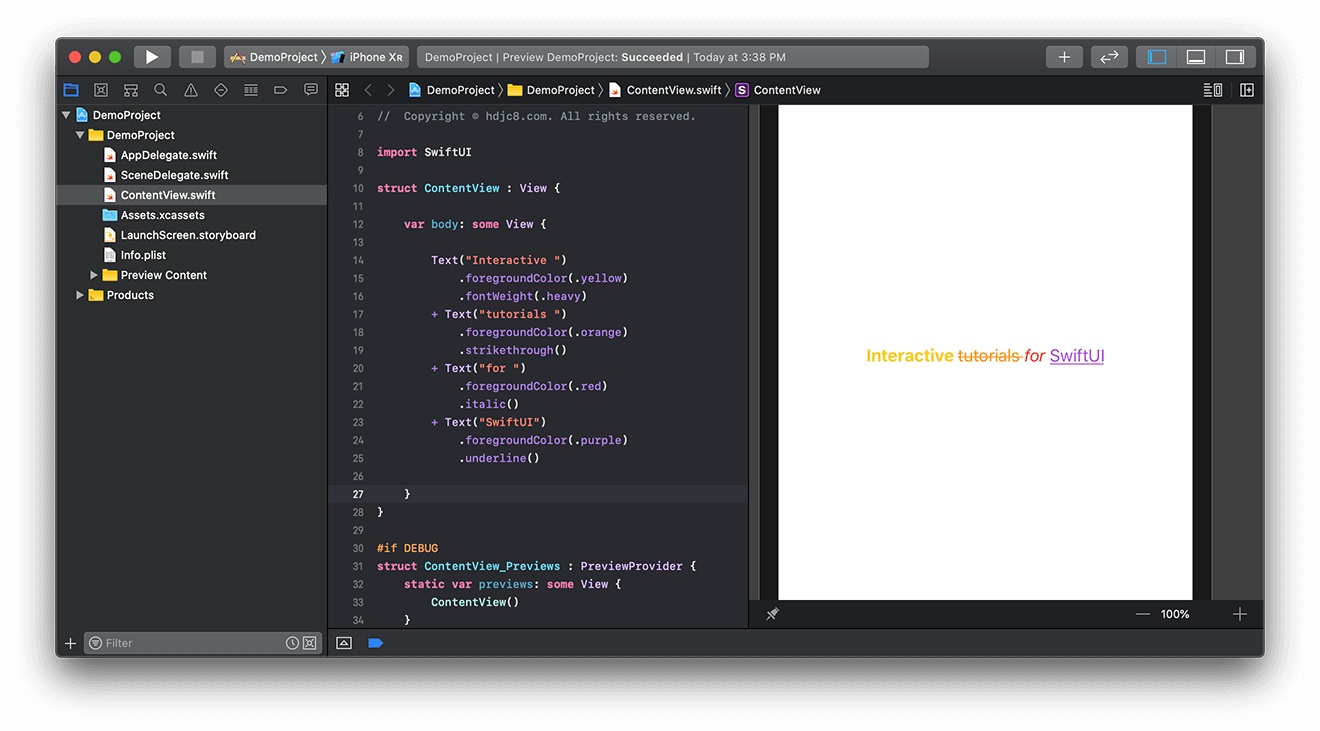 DemoProject 〉 iPhone XR
DemoProject | Preview DemoProject: Succeeded | Today at 3:38 PM
DemoProject 〉 DemoProject 〉 ContentView.swift 〉 S ContentView
DemoProject
DemoProject
AppDelegate.swift
SceneDelegate.swift
ContentView.swift
Assets.xcassets
LaunchScreen.storyboard
Info.plist
Preview Content
Products
Filter
6 //  Copyright © hdjc8.com. All rights reserved.
7
8 import SwiftUI
9
10 struct ContentView : View {
11
12     var body: some View {
13
14         Text("Interactive ")
15             .foregroundColor(.yellow)
16             .fontWeight(.heavy)
17         + Text("tutorials ")
18             .foregroundColor(.orange)
19             .strikethrough()
20         + Text("for ")
21             .foregroundColor(.red)
22             .italic()
23         + Text("SwiftUI")
24             .foregroundColor(.purple)
25             .underline()
26
27     }
28 }
29
30 #if DEBUG
31 struct ContentView_Previews : PreviewProvider {
32     static var previews: some View {
33         ContentView()
34     }
Interactive tutorials for SwiftUI
100%